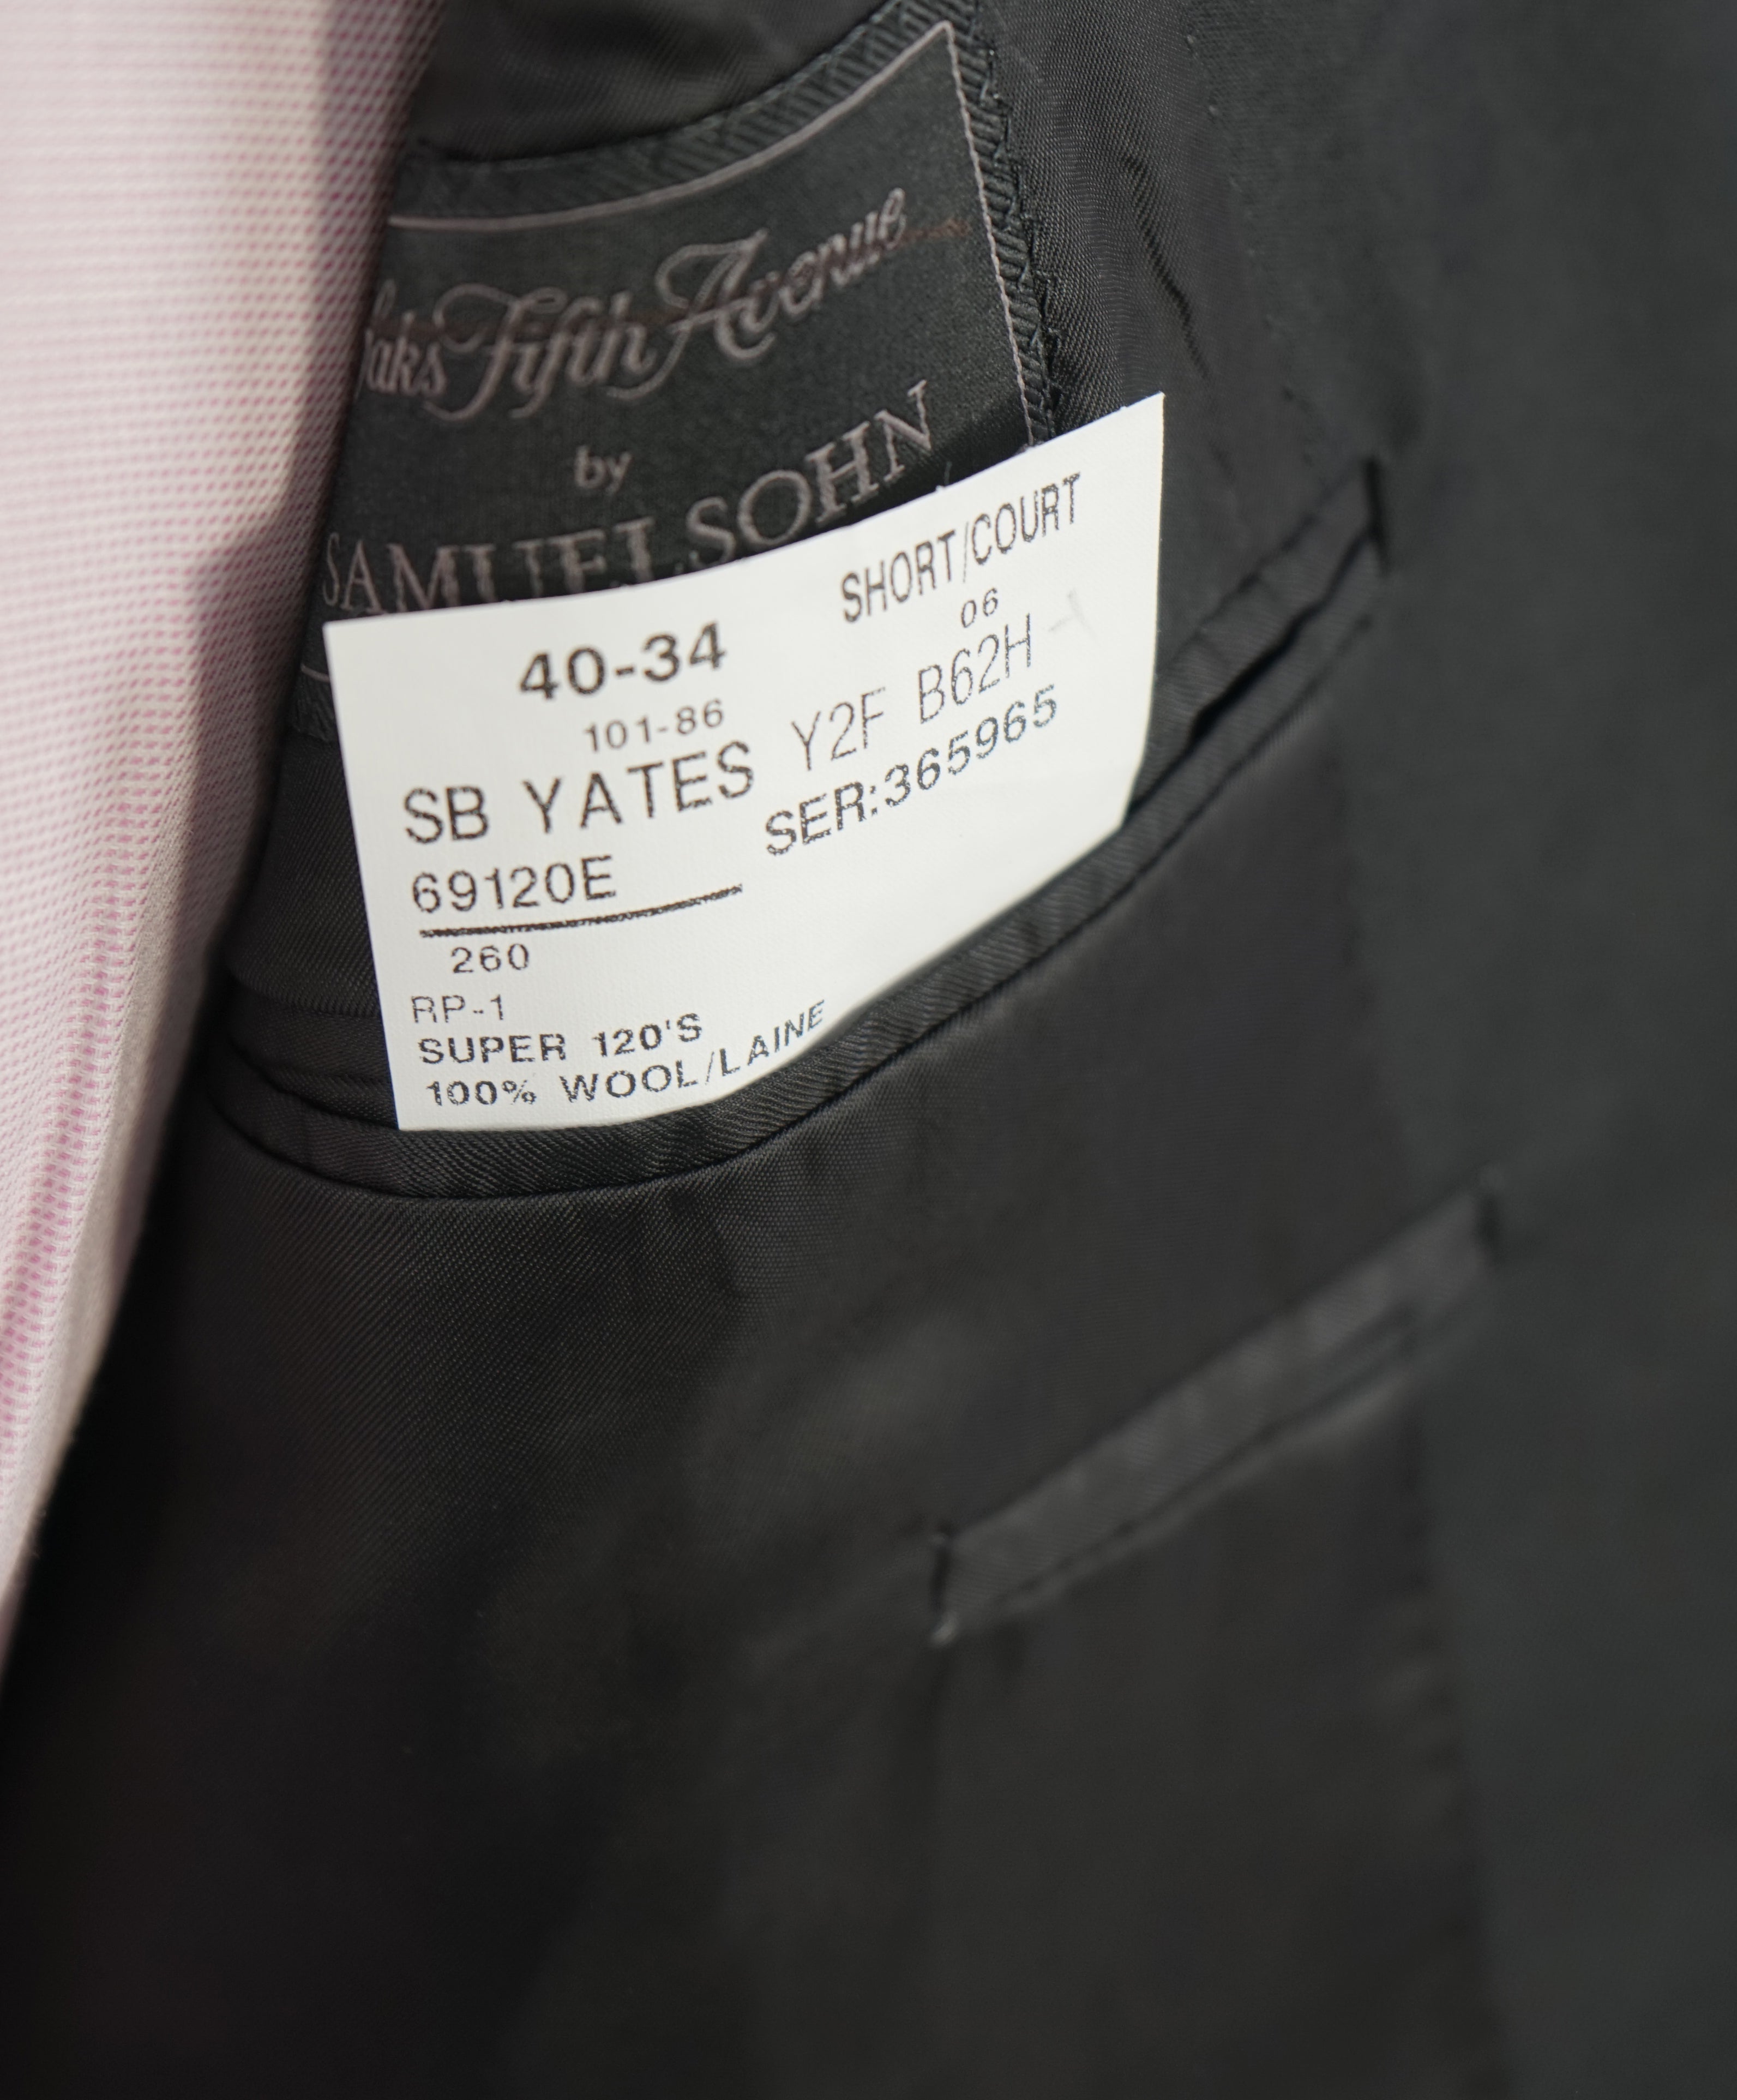 Saks Fifth Avenue
by
SAMUELSOHN
40-34
SHORT/COURT
101-86
06
SB YATES
Y2F B62H
69120E
SER:365965
260
RP-1
SUPER 120'S
100% WOOL/LAINE